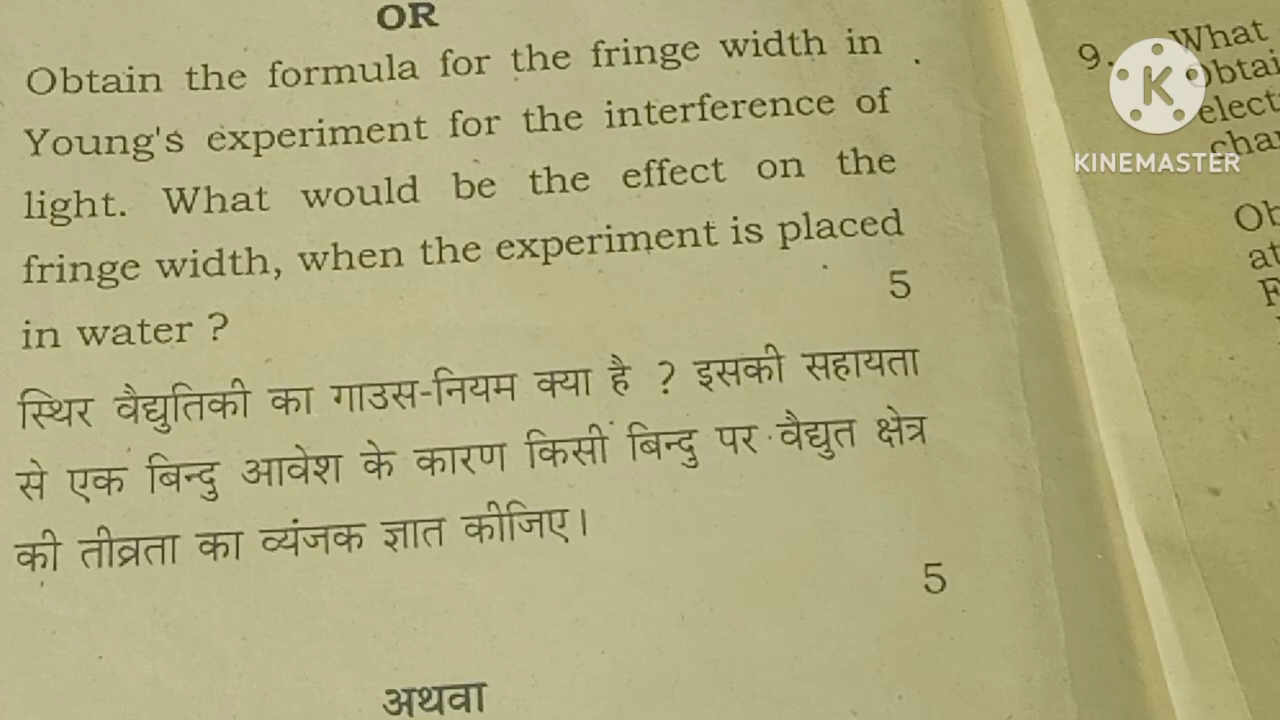 OR
Obtain the formula for the fringe width in
Young's experiment for the interference of
light. What would be the effect on the
fringe width, when the experiment is placed
in water ?
5
स्थिर वैद्युतिकी का गाउस-नियम क्या है ? इसकी सहायता
से एक बिन्दु आवेश के कारण किसी बिन्दु पर वैद्युत क्षेत्र
की तीव्रता का व्यंजक ज्ञात कीजिए।
5
अथवा
9. What
K
KINEMASTER